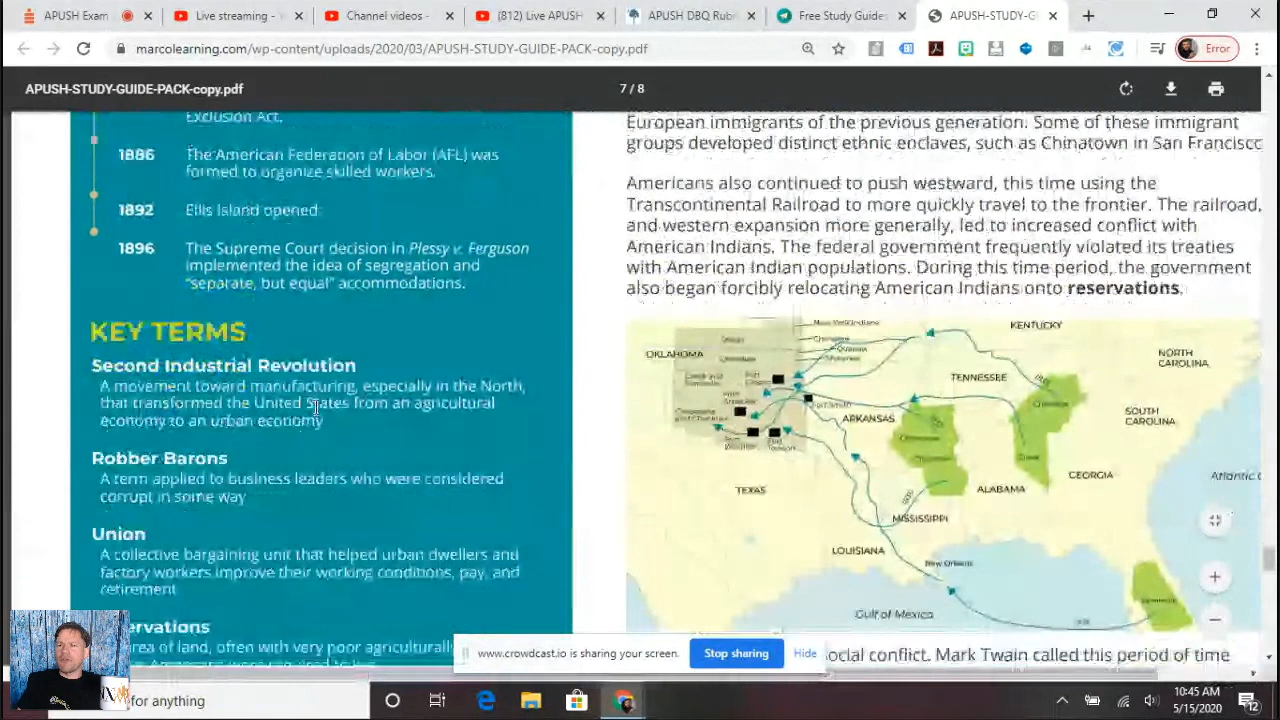 APUSH Exam
Live streaming -
Channel videos -
(812) Live APUSH
APUSH DBQ Rub
Free Study Guide
APUSH-STUDY-G
marcolearning.com/wp-content/uploads/2020/03/APUSH-STUDY-GUIDE-PACK-copy.pdf
Error
APUSH-STUDY-GUIDE-PACK-copy.pdf
7 / 8
Exclusion Act.
1886
The American Federation of Labor (AFL) was
formed to organize skilled workers.
1892
Ellis Island opened
1896
The Supreme Court decision in Plessy v. Ferguson
implemented the idea of segregation and
"separate, but equal" accommodations.
KEY TERMS
Second Industrial Revolution
A movement toward manufacturing, especially in the North,
that transformed the United States from an agricultural
economy to an urban economy
Robber Barons
A term applied to business leaders who were considered
corrupt in some way
Union
A collective bargaining unit that helped urban dwellers and
factory workers improve their working conditions, pay, and
retirement
ervations
rea of land, often with very poor agricultural
European immigrants of the previous generation. Some of these immigrant
groups developed distinct ethnic enclaves, such as Chinatown in San Francisco
Americans also continued to push westward, this time using the
Transcontinental Railroad to more quickly travel to the frontier. The railroad,
and western expansion more generally, led to increased conflict with
American Indians. The federal government frequently violated its treaties
with American Indian populations. During this time period, the government
also began forcibly relocating American Indians onto reservations.
KENTUCKY
OKLAHOMA
NORTH
CAROLINA
TENNESSEE
Cherokee
Fort Smith
ARKANSAS
SOUTH
CAROLINA
GEORGIA
TEXAS
ALABAMA
MISSISSIPPI
LOUISIANA
New Orleans
Atlantic
Gulf of Mexico
ocial conflict. Mark Twain called this period of time
www.crowdcast.io is sharing your screen.
Stop sharing
Hide
for anything
10:45 AM
5/15/2020
12